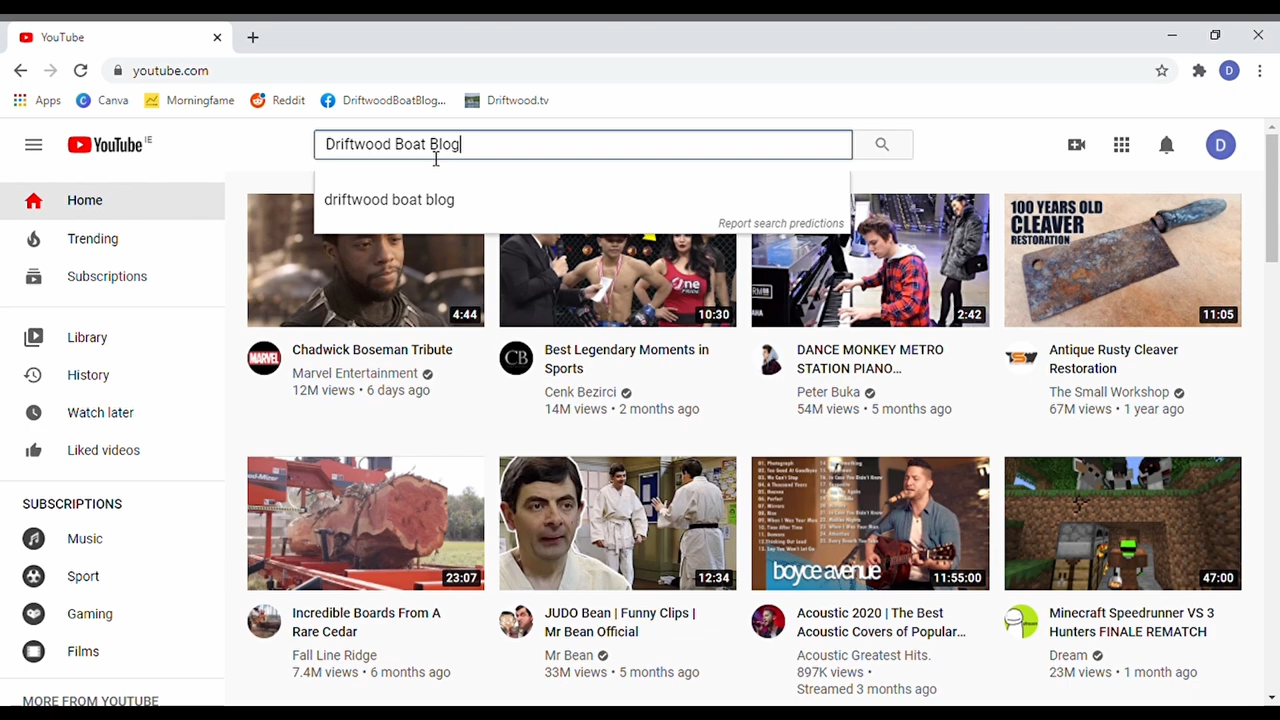 YouTube
youtube.com
D
Apps Canva Morningfame Reddit DriftwoodBoatBlog... Driftwood.tv
YouTube IE
Driftwood Boat Blog
D
driftwood boat blog
Report search predictions
Home
Trending
Subscriptions
Library
History
Watch later
Liked videos
SUBSCRIPTIONS
Music
Sport
Gaming
Films
MORE FROM YOUTUBE
4:44
MARVEL
Chadwick Boseman Tribute
Marvel Entertainment
12M views • 6 days ago
one
10:30
CB
Best Legendary Moments in
Sports
Cenk Bezirci
14M views • 2 months ago
2:42
DANCE MONKEY METRO
STATION PIANO...
Peter Buka
54M views • 5 months ago
100 YEARS OLD
CLEAVER
RESTORATION
11:05
Antique Rusty Cleaver
Restoration
The Small Workshop
67M views • 1 year ago
23:07
Incredible Boards From A
Rare Cedar
Fall Line Ridge
7.4M views • 6 months ago
12:34
JUDO Bean | Funny Clips |
Mr Bean Official
Mr Bean
33M views • 5 months ago
boyce avenue
11:55:00
Acoustic 2020 | The Best
Acoustic Covers of Popular...
Acoustic Greatest Hits.
897K views •
Streamed 3 months ago
47:00
Minecraft Speedrunner VS 3
Hunters FINALE REMATCH
Dream
23M views • 1 month ago